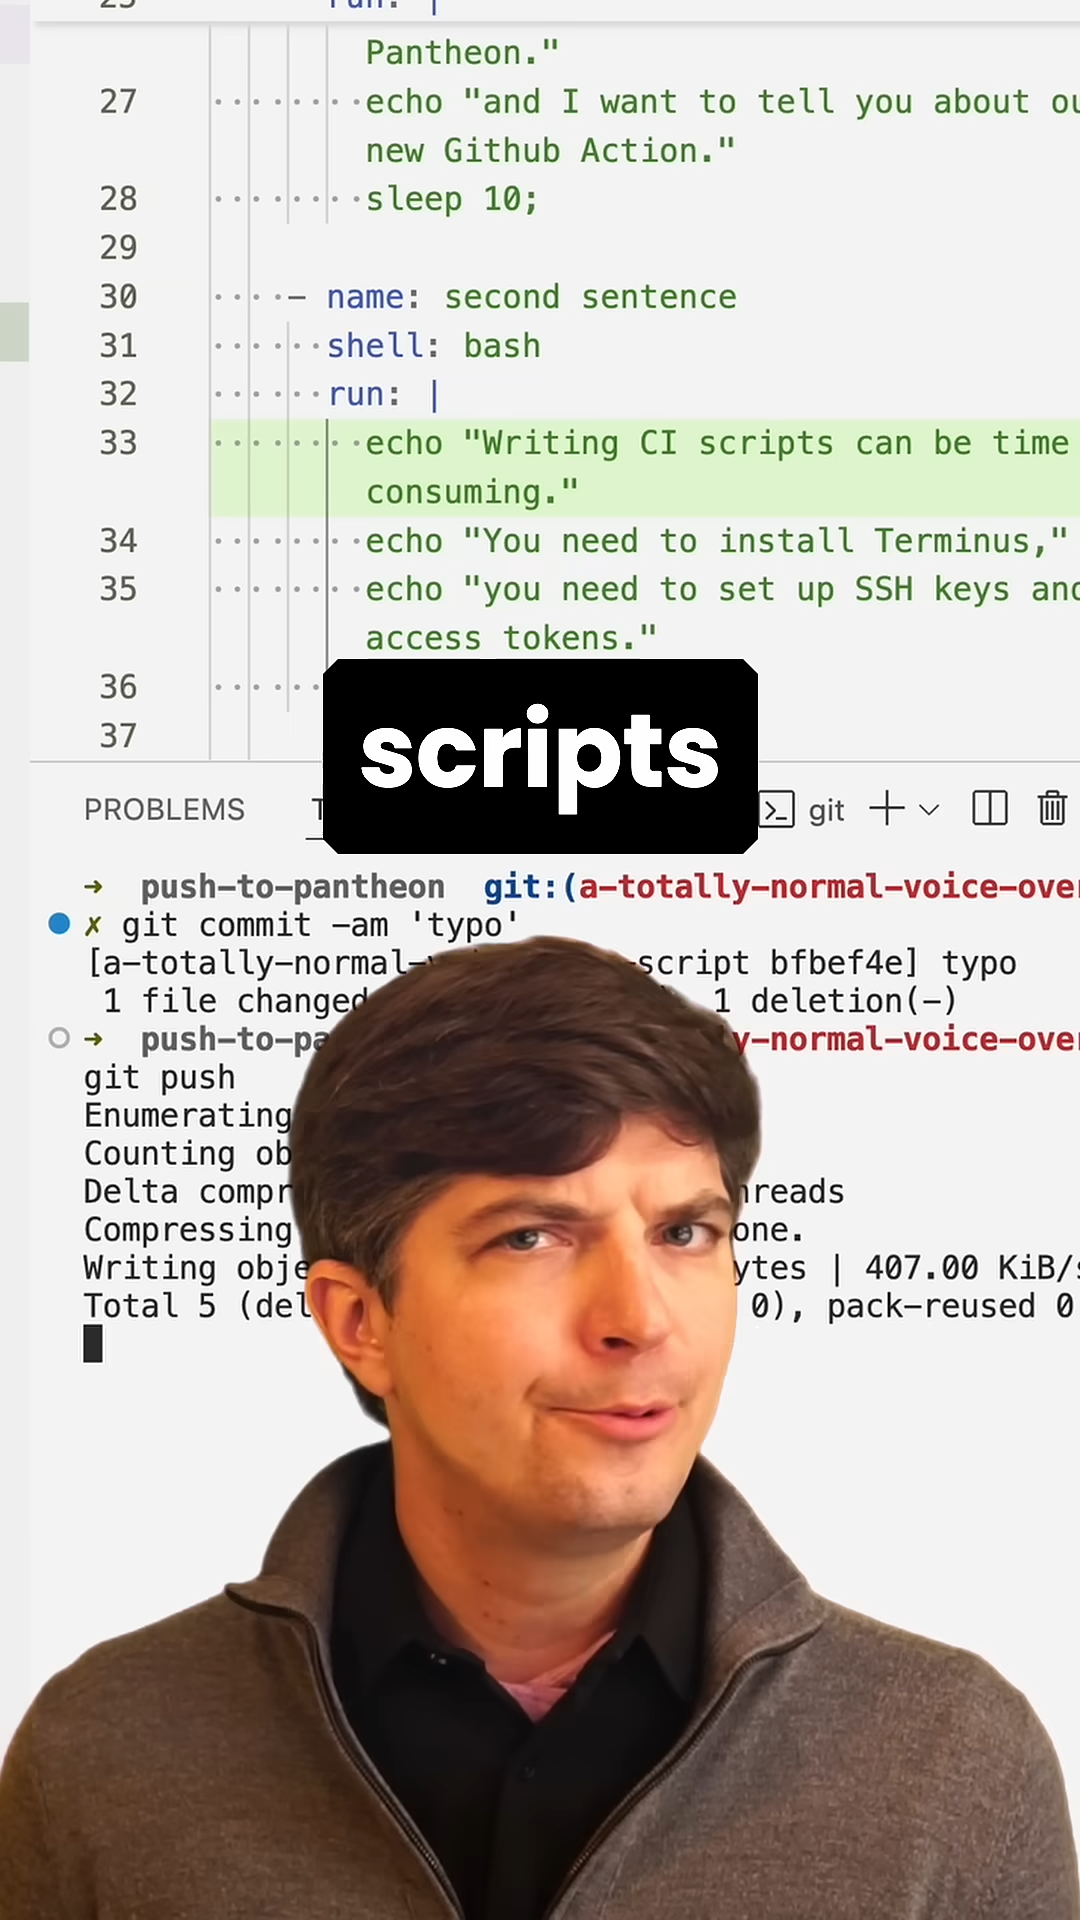 Pantheon."
27 echo "and I want to tell you about
new Github Action."
28 sleep 10;
29
30 - name: second sentence
31 shell: bash
32 run: |
33 echo "Writing CI scripts can be time
consuming."
34 echo "You need to install Terminus,"
35 echo "you need to set up SSH keys and
access tokens."
36
37
scripts
PROBLEMS git
➜ push-to-pantheon git:(a-totally-normal-voice-over
✗ git commit -am 'typo'
[a-totally-normal- script bfbef4e] typo
1 file changed 1 deletion(-)
➜ push-to-pa y-normal-voice-over
git push
Enumerating
Counting ob
Delta compr hreads
Compressing one.
Writing obje ytes | 407.00 KiB/s
Total 5 (del 0), pack-reused 0